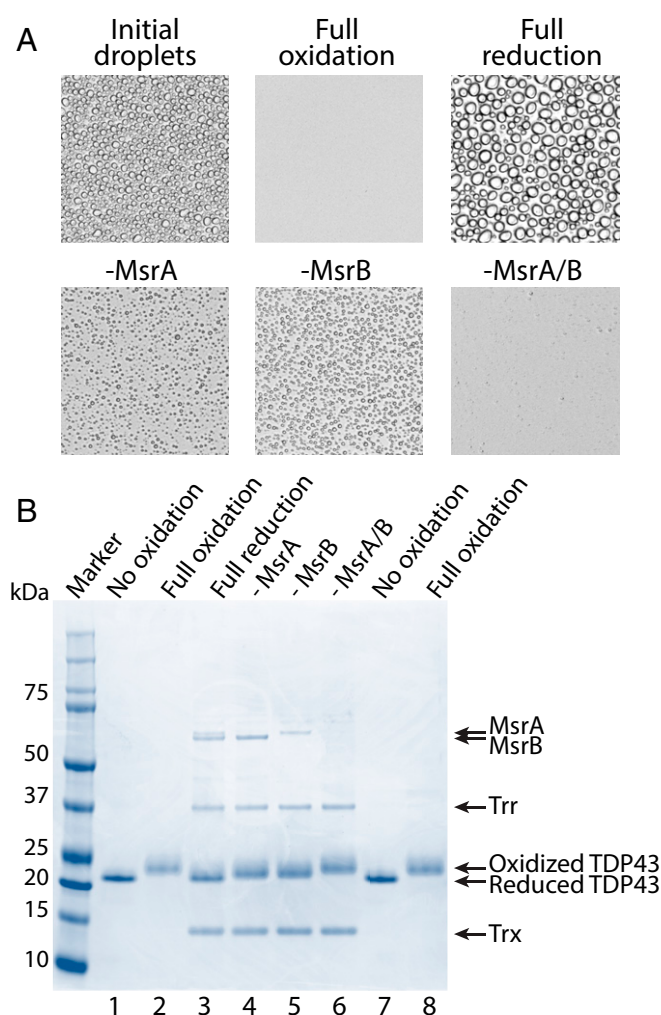 A
Initial droplets
Full oxidation
Full reduction
-MsrA
-MsrB
-MsrA/B
B
kDa
Marker
No oxidation
Full oxidation
Full reduction
- MsrA
- MsrB
- MsrA/B
No oxidation
Full oxidation
75
50
37
25
20
15
10
MsrA
MsrB
Trr
Oxidized TDP43
Reduced TDP43
Trx
1 2 3 4 5 6 7 8